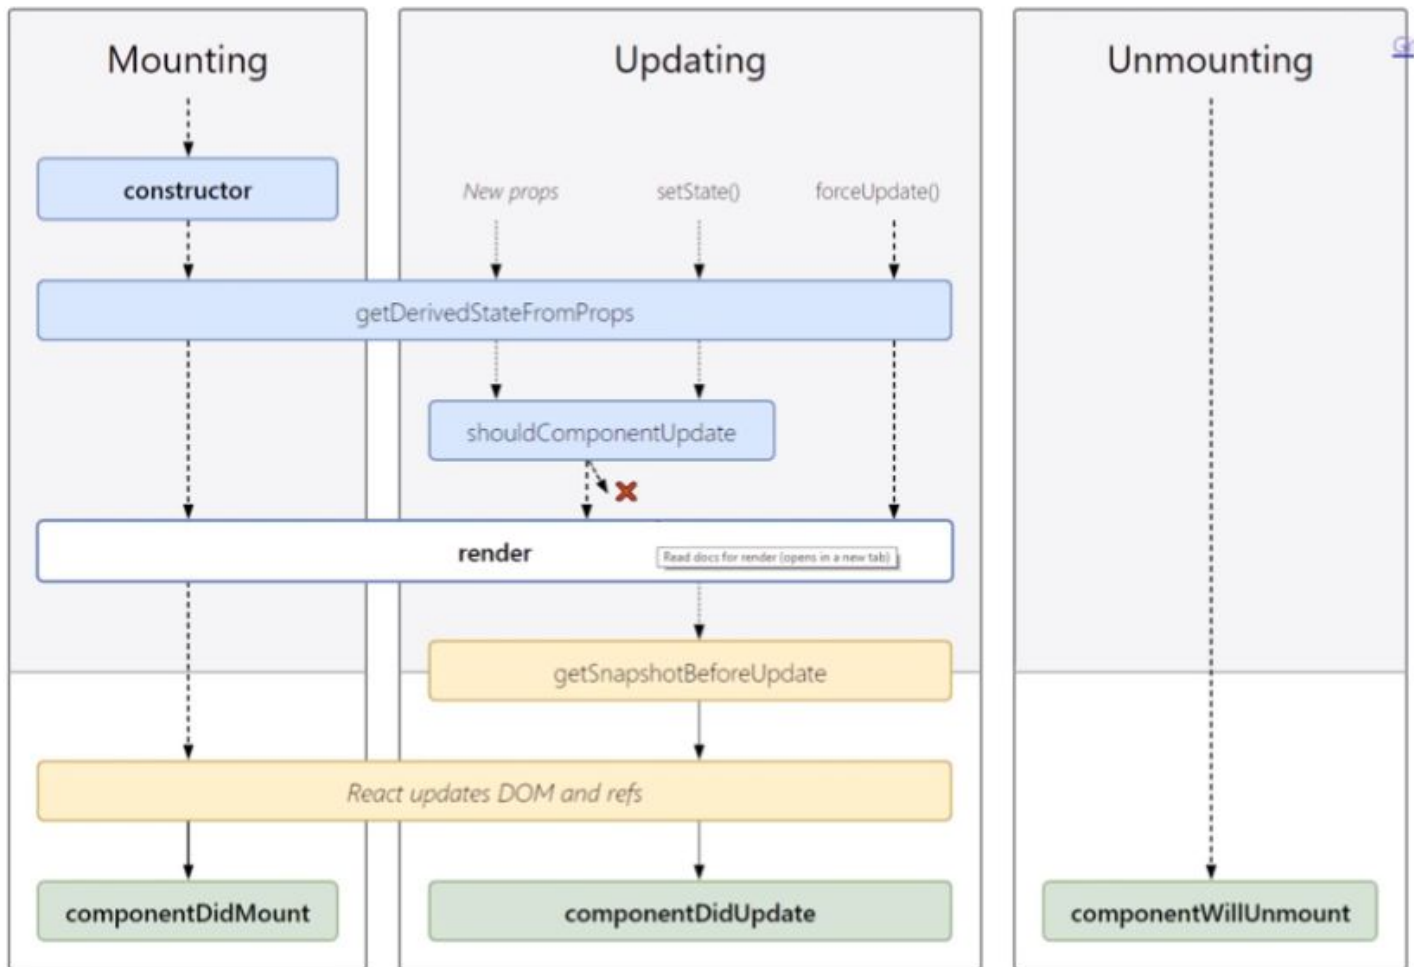 Mounting
Updating
Unmounting
constructor
New props
setState()
forceUpdate()
getDerivedStateFromProps
shouldComponentUpdate
render
Read docs for render (opens in a new tab)
getSnapshotBeforeUpdate
React updates DOM and refs
componentDidMount
componentDidUpdate
componentWillUnmount